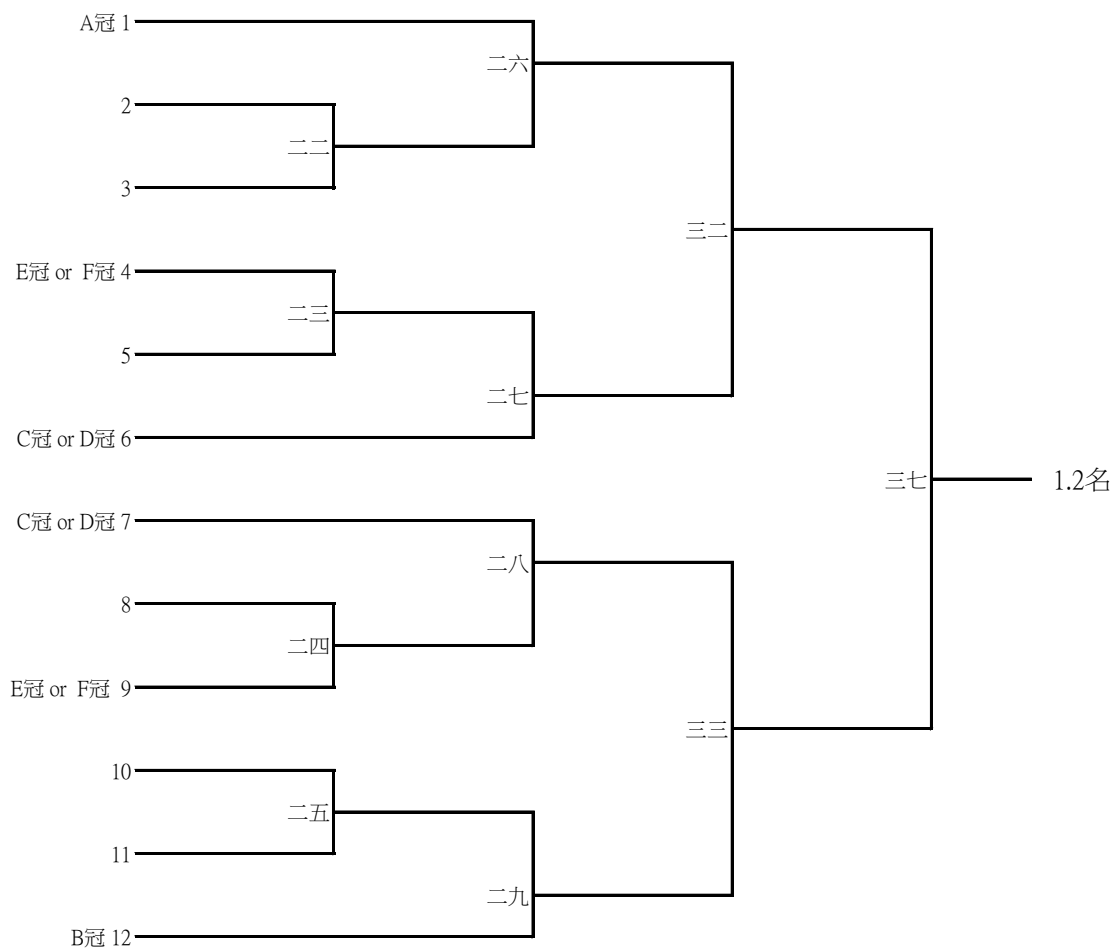 A冠 1
二六
2
二二
3
三二
E冠 or F冠 4
二三
5
二七
C冠 or D冠 6
三七
1.2名
C冠 or D冠 7
二八
8
二四
E冠 or F冠 9
三三
10
二五
11
二九
B冠 12